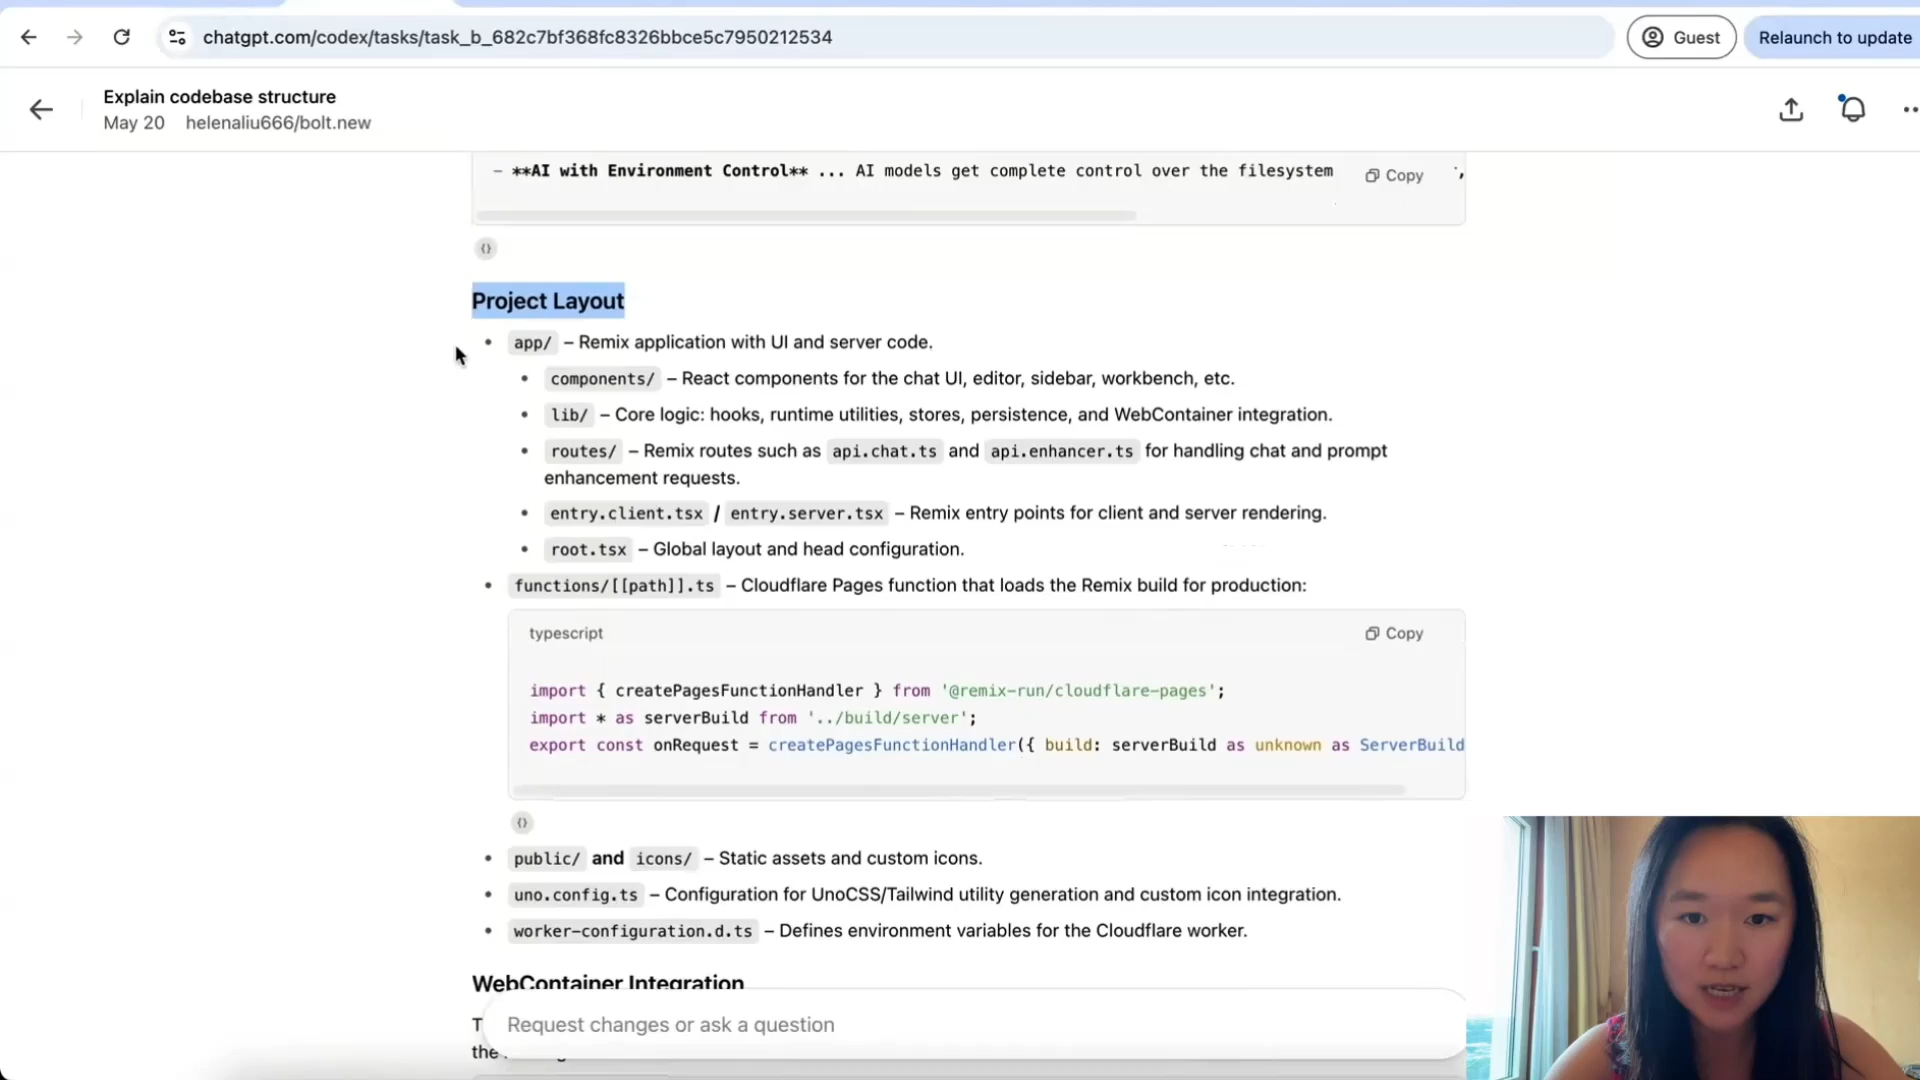 chatgpt.com/codex/tasks/task_b_682c7bf368fc8326bbce5c7950212534
Guest
Relaunch to update
Explain codebase structure
May 20 helenaliu666/bolt.new
- **AI with Environment Control** ... AI models get complete control over the filesystem
Copy
Project Layout
• app/ – Remix application with UI and server code.
• components/ – React components for the chat UI, editor, sidebar, workbench, etc.
• lib/ – Core logic: hooks, runtime utilities, stores, persistence, and WebContainer integration.
• routes/ – Remix routes such as api.chat.ts and api.enhancer.ts for handling chat and prompt
enhancement requests.
• entry.client.tsx / entry.server.tsx – Remix entry points for client and server rendering.
• root.tsx – Global layout and head configuration.
• functions/[[path]].ts – Cloudflare Pages function that loads the Remix build for production:
typescript
Copy
import { createPagesFunctionHandler } from '@remix-run/cloudflare-pages';
import * as serverBuild from '../build/server';
export const onRequest = createPagesFunctionHandler({ build: serverBuild as unknown as ServerBuild
• public/ and icons/ – Static assets and custom icons.
• uno.config.ts – Configuration for UnoCSS/Tailwind utility generation and custom icon integration.
• worker-configuration.d.ts – Defines environment variables for the Cloudflare worker.
WebContainer Integration
Request changes or ask a question
the